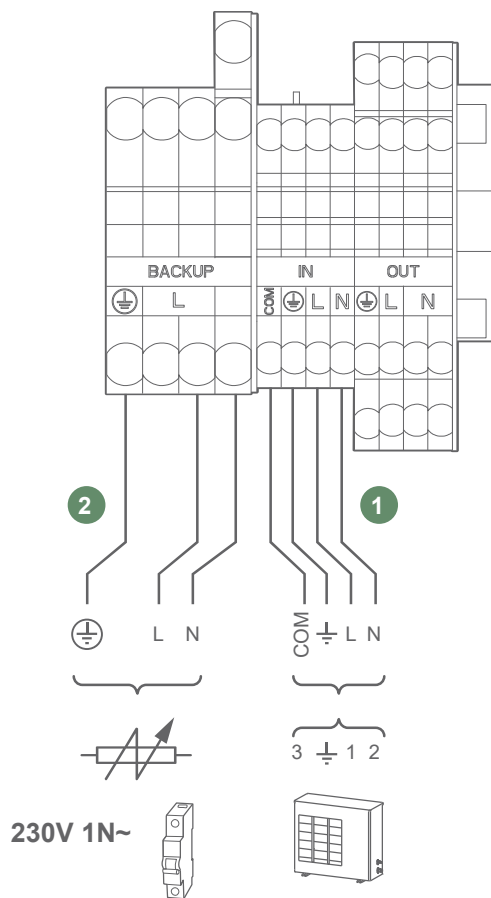 BACKUP IN OUT
L COM L N L N
2 1
L N COM L N
3 1 2
230V 1N~